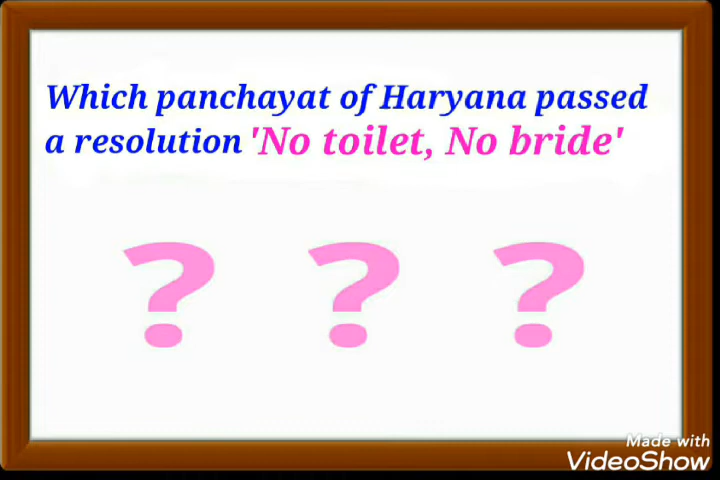 Which panchayat of Haryana passed
a resolution 'No toilet, No bride'
? ? ?
Made with
VideoShow